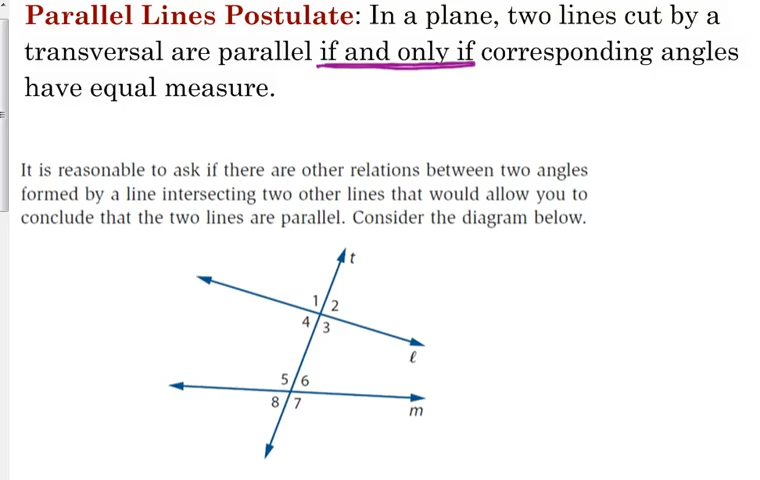 Parallel Lines Postulate: In a plane, two lines cut by a
transversal are parallel if and only if corresponding angles
have equal measure.
It is reasonable to ask if there are other relations between two angles
formed by a line intersecting two other lines that would allow you to
conclude that the two lines are parallel. Consider the diagram below.
t
1 2
4 3
ℓ
5 6
8 7
m